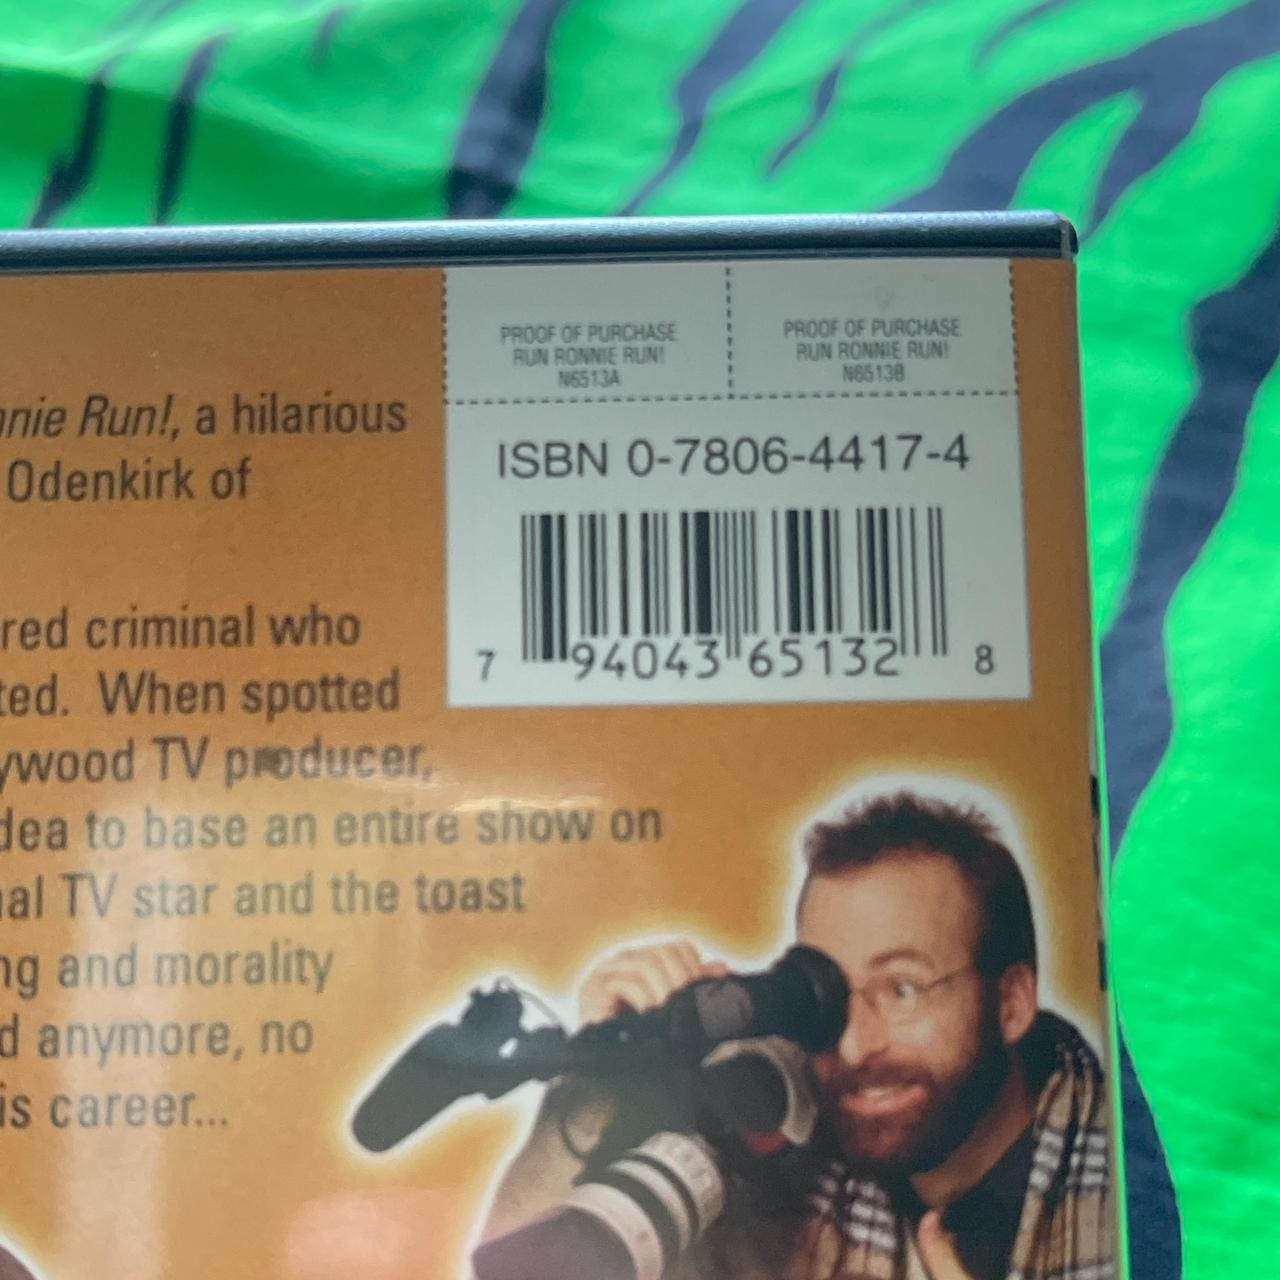 PROOF OF PURCHASE
RUN RONNIE RUN!
N6513A
PROOF OF PURCHASE
RUN RONNIE RUN!
N6513B
ISBN 0-7806-4417-4
7 94043 65132 8
nnie Run!, a hilarious
Odenkirk of
red criminal who
ted. When spotted
ywood TV producer,
dea to base an entire show on
nal TV star and the toast
ng and morality
d anymore, no
is career...